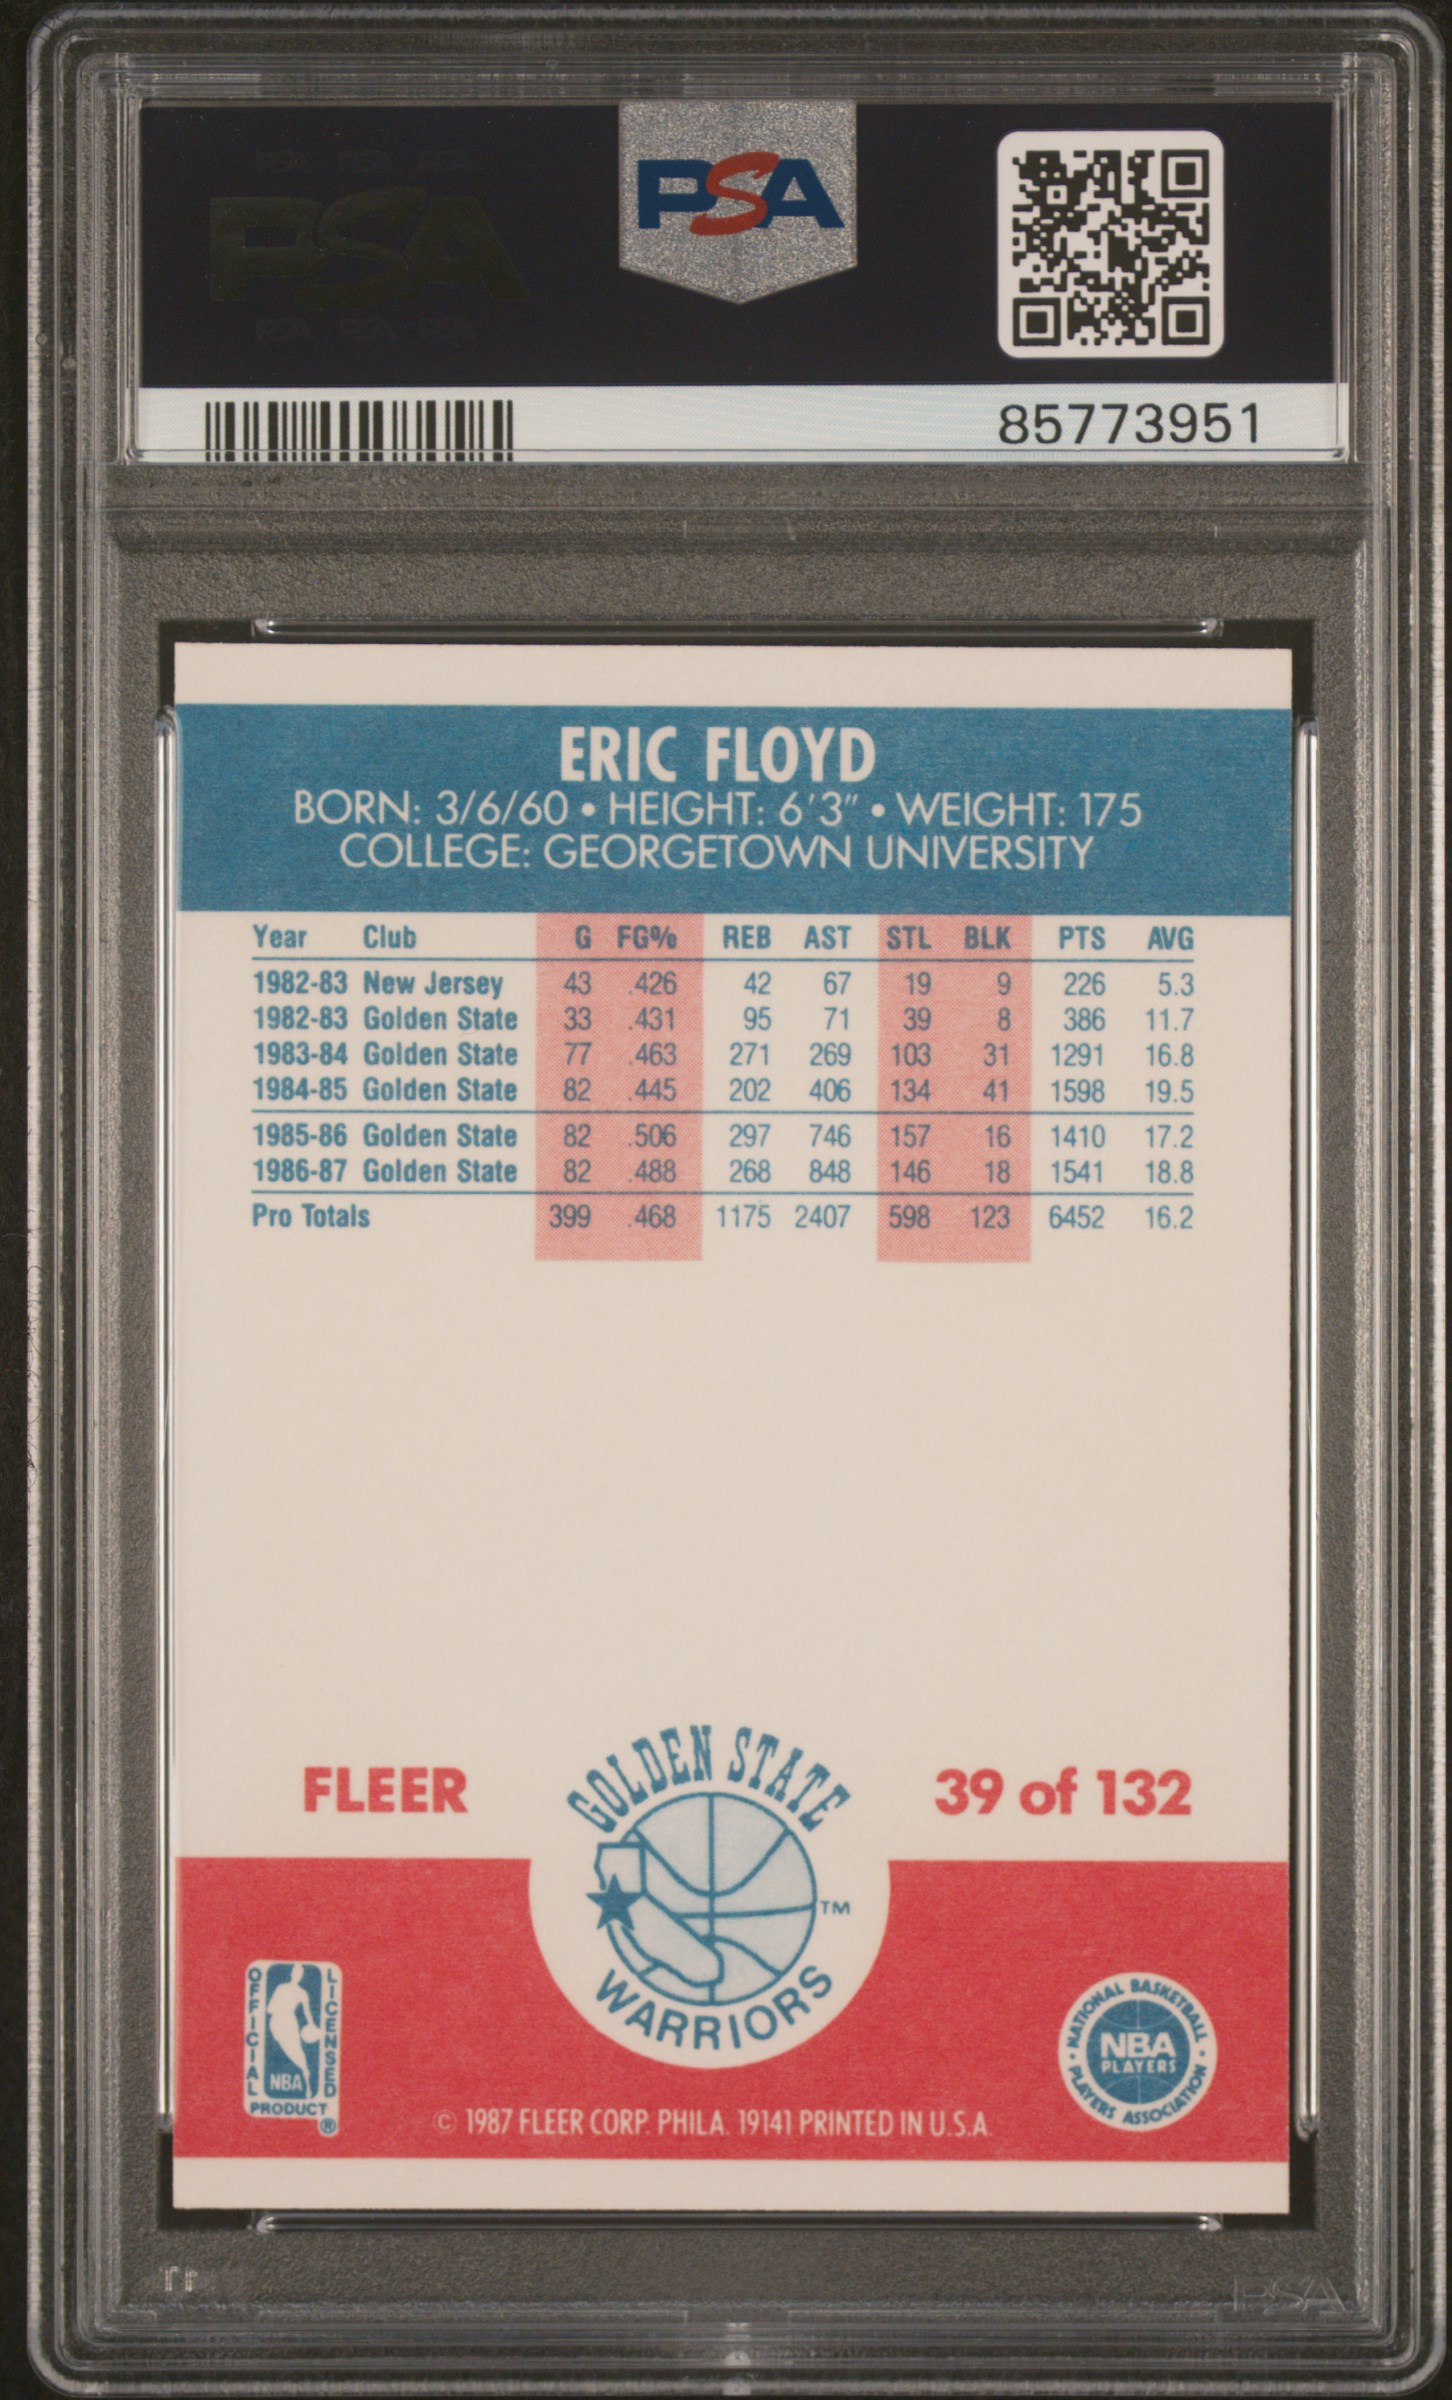 PSA
PSA
85773951
ERIC FLOYD
BORN: 3/6/60 • HEIGHT: 6'3" • WEIGHT: 175
COLLEGE: GEORGETOWN UNIVERSITY
Year Club G FG% REB AST STL BLK PTS AVG
1982-83 New Jersey 43 .426 42 67 19 9 226 5.3
1982-83 Golden State 33 .431 95 71 39 8 386 11.7
1983-84 Golden State 77 .463 271 269 103 31 1291 16.8
1984-85 Golden State 82 .445 202 406 134 41 1598 19.5
1985-86 Golden State 82 .506 297 746 157 16 1410 17.2
1986-87 Golden State 82 .488 268 848 146 18 1541 18.8
Pro Totals 399 .468 1175 2407 598 123 6452 16.2
FLEER
GOLDEN STATE
WARRIORS
TM
39 of 132
OFFICIAL LICENSED
NBA
PRODUCT ®
NATIONAL BASKETBALL
NBA
PLAYERS
PLAYERS ASSOCIATION
© 1987 FLEER CORP. PHILA. 19141 PRINTED IN U.S.A.
PSA